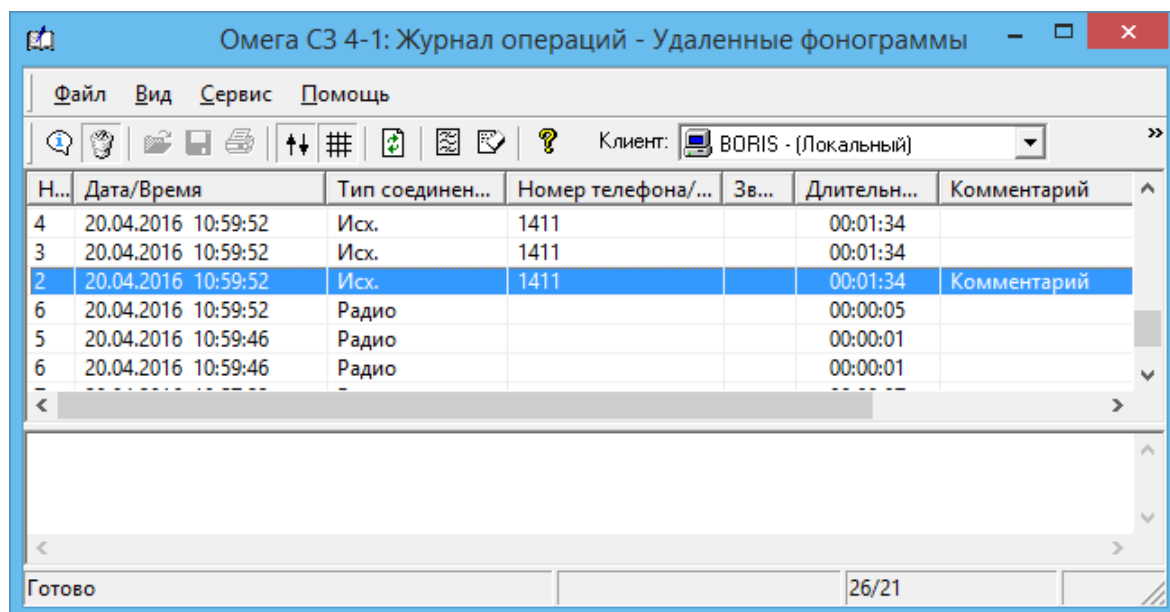 Омега СЗ 4-1: Журнал операций - Удаленные фонограммы
Файл Вид Сервис Помощь
Клиент: BORIS - (Локальный)
Н... Дата/Время Тип соединен... Номер телефона/... Зв... Длительн... Комментарий
4 20.04.2016 10:59:52 Исх. 1411 00:01:34
3 20.04.2016 10:59:52 Исх. 1411 00:01:34
2 20.04.2016 10:59:52 Исх. 1411 00:01:34 Комментарий
6 20.04.2016 10:59:52 Радио 00:00:05
5 20.04.2016 10:59:46 Радио 00:00:01
6 20.04.2016 10:59:46 Радио 00:00:01
Готово 26/21